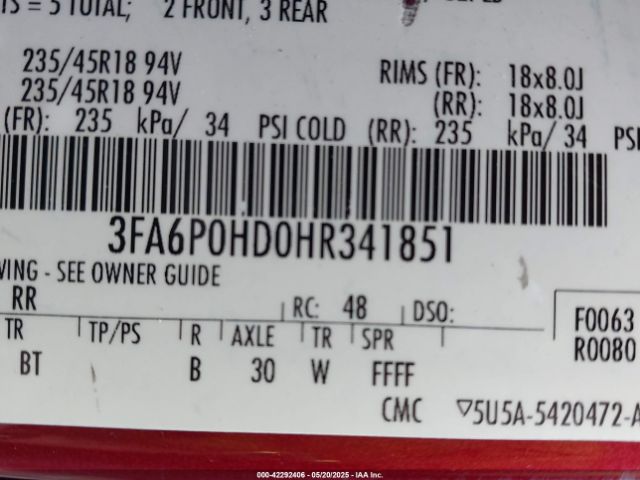 TS = 5 TOTAL; 2 FRONT, 3 REAR
235/45R18 94V RIMS (FR): 18x8.0J
235/45R18 94V (RR): 18x8.0J
(FR): 235 kPa/ 34 PSI COLD (RR): 235 kPa/ 34 PSI
3FA6P0HD0HR341851
WING - SEE OWNER GUIDE
RR RC: 48 DSO:
TR TP/PS R AXLE TR SPR F0063
BT B 30 W FFFF R0080
CMC ▽5U5A-5420472-A
000-42292406 - 05/20/2025 - IAA Inc.